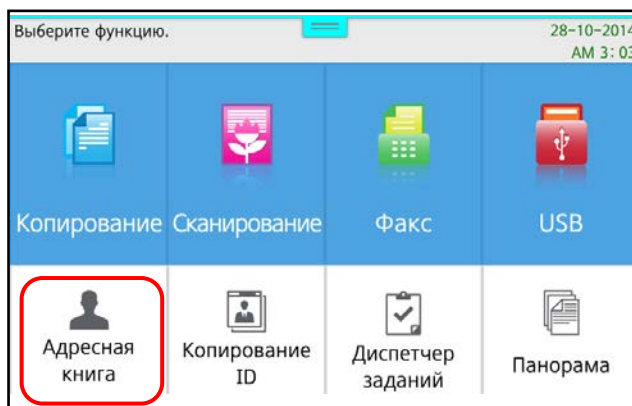 Выберите функцию.
28-10-2014
AM 3:03
Копирование Сканирование Факс USB
Адресная
книга
Копирование
ID
Диспетчер
заданий
Панорама